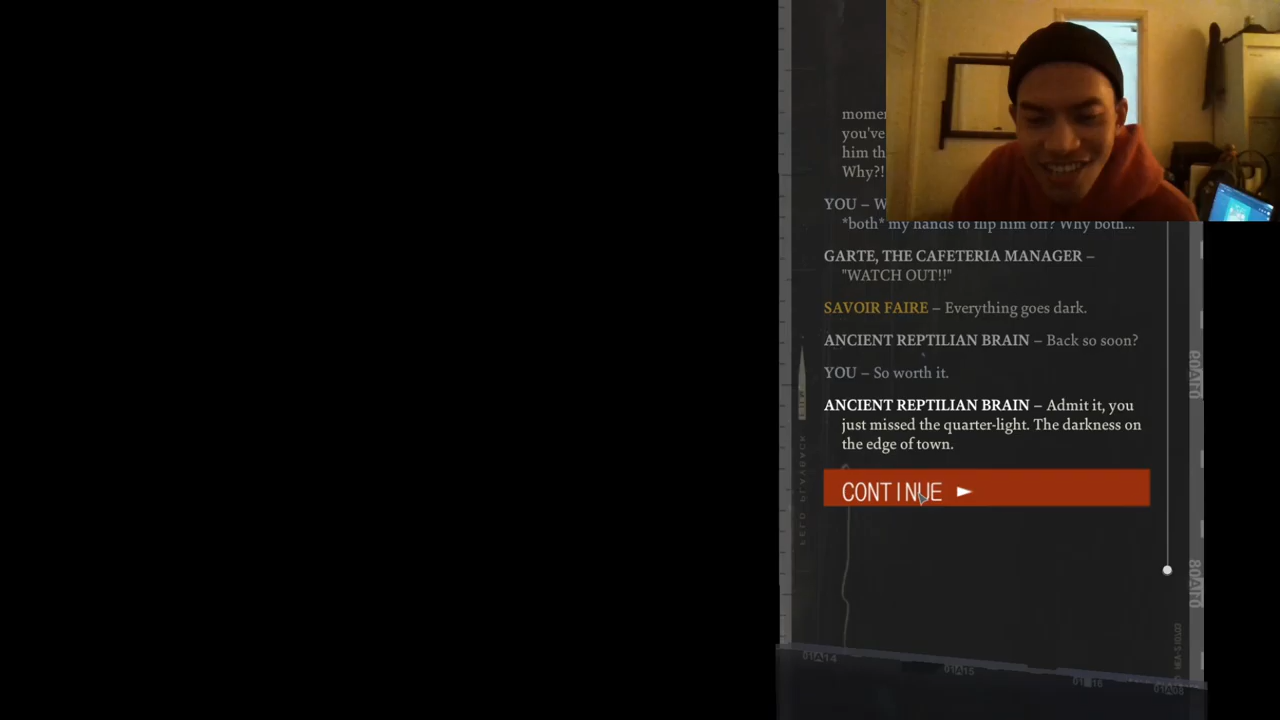 you've
him th
Why?!
YOU –
*both* my hands to flip him off? Why both...
GARTE, THE CAFETERIA MANAGER –
"WATCH OUT!!"
SAVOIR FAIRE – Everything goes dark.
ANCIENT REPTILIAN BRAIN – Back so soon?
YOU – So worth it.
ANCIENT REPTILIAN BRAIN – Admit it, you
just missed the quarter-light. The darkness on
the edge of town.
CONTINUE